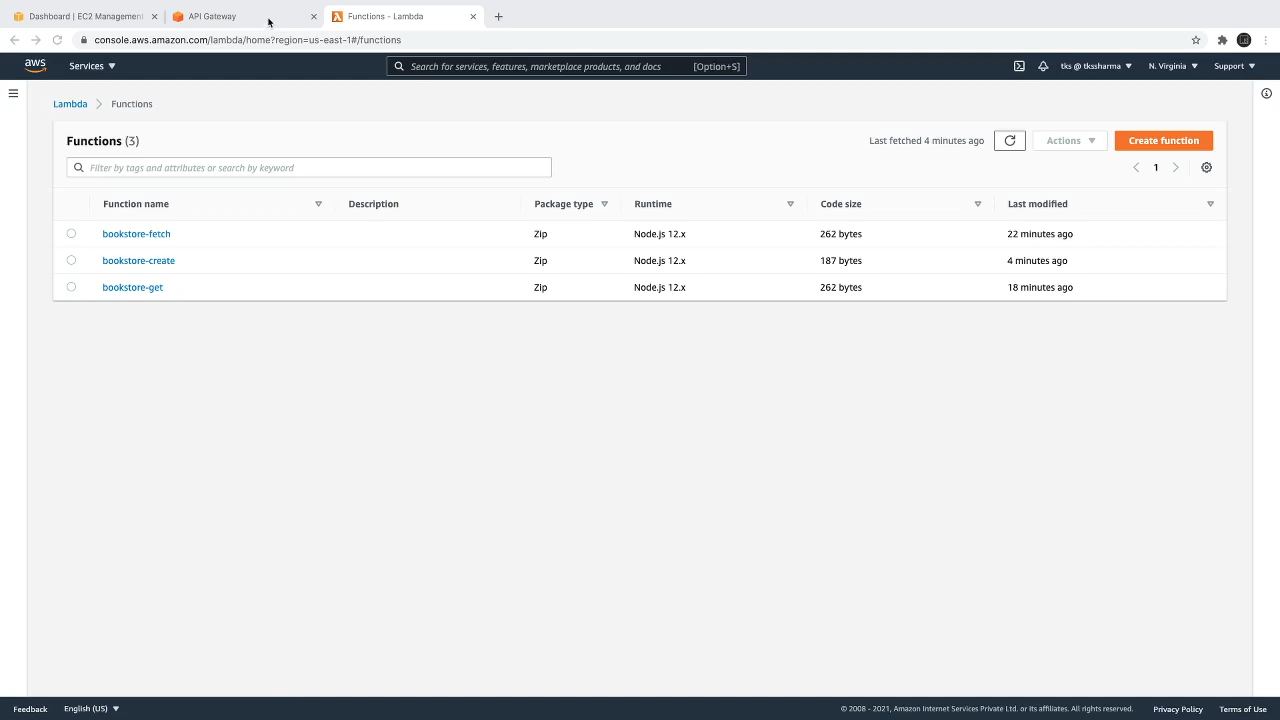 Dashboard | EC2 Management
API Gateway
Functions - Lambda
console.aws.amazon.com/lambda/home?region=us-east-1#/functions
aws
Services
Search for services, features, marketplace products, and docs
[Option+S]
tks @ tkssharma
N. Virginia
Support
Lambda
Functions
Functions (3)
Last fetched 4 minutes ago
Actions
Create function
Filter by tags and attributes or search by keyword
1
Function name
Description
Package type
Runtime
Code size
Last modified
bookstore-fetch
Zip
Node.js 12.x
262 bytes
22 minutes ago
bookstore-create
Zip
Node.js 12.x
187 bytes
4 minutes ago
bookstore-get
Zip
Node.js 12.x
262 bytes
18 minutes ago
Feedback
English (US)
© 2008 - 2021, Amazon Internet Services Private Ltd. or its affiliates. All rights reserved.
Privacy Policy
Terms of Use